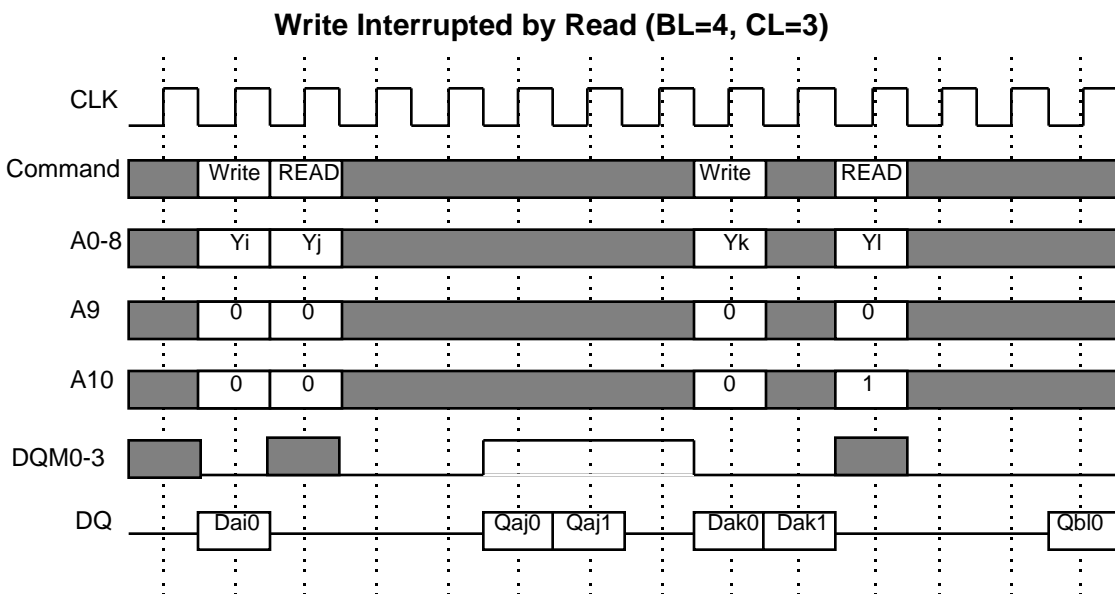 Write Interrupted by Read (BL=4, CL=3)
CLK
Command Write READ Write READ
A0-8 Yi Yj Yk Yl
A9 0 0 0 0
A10 0 0 0 1
DQM0-3
DQ Dai0 Qaj0 Qaj1 Dak0 Dak1 Qbl0